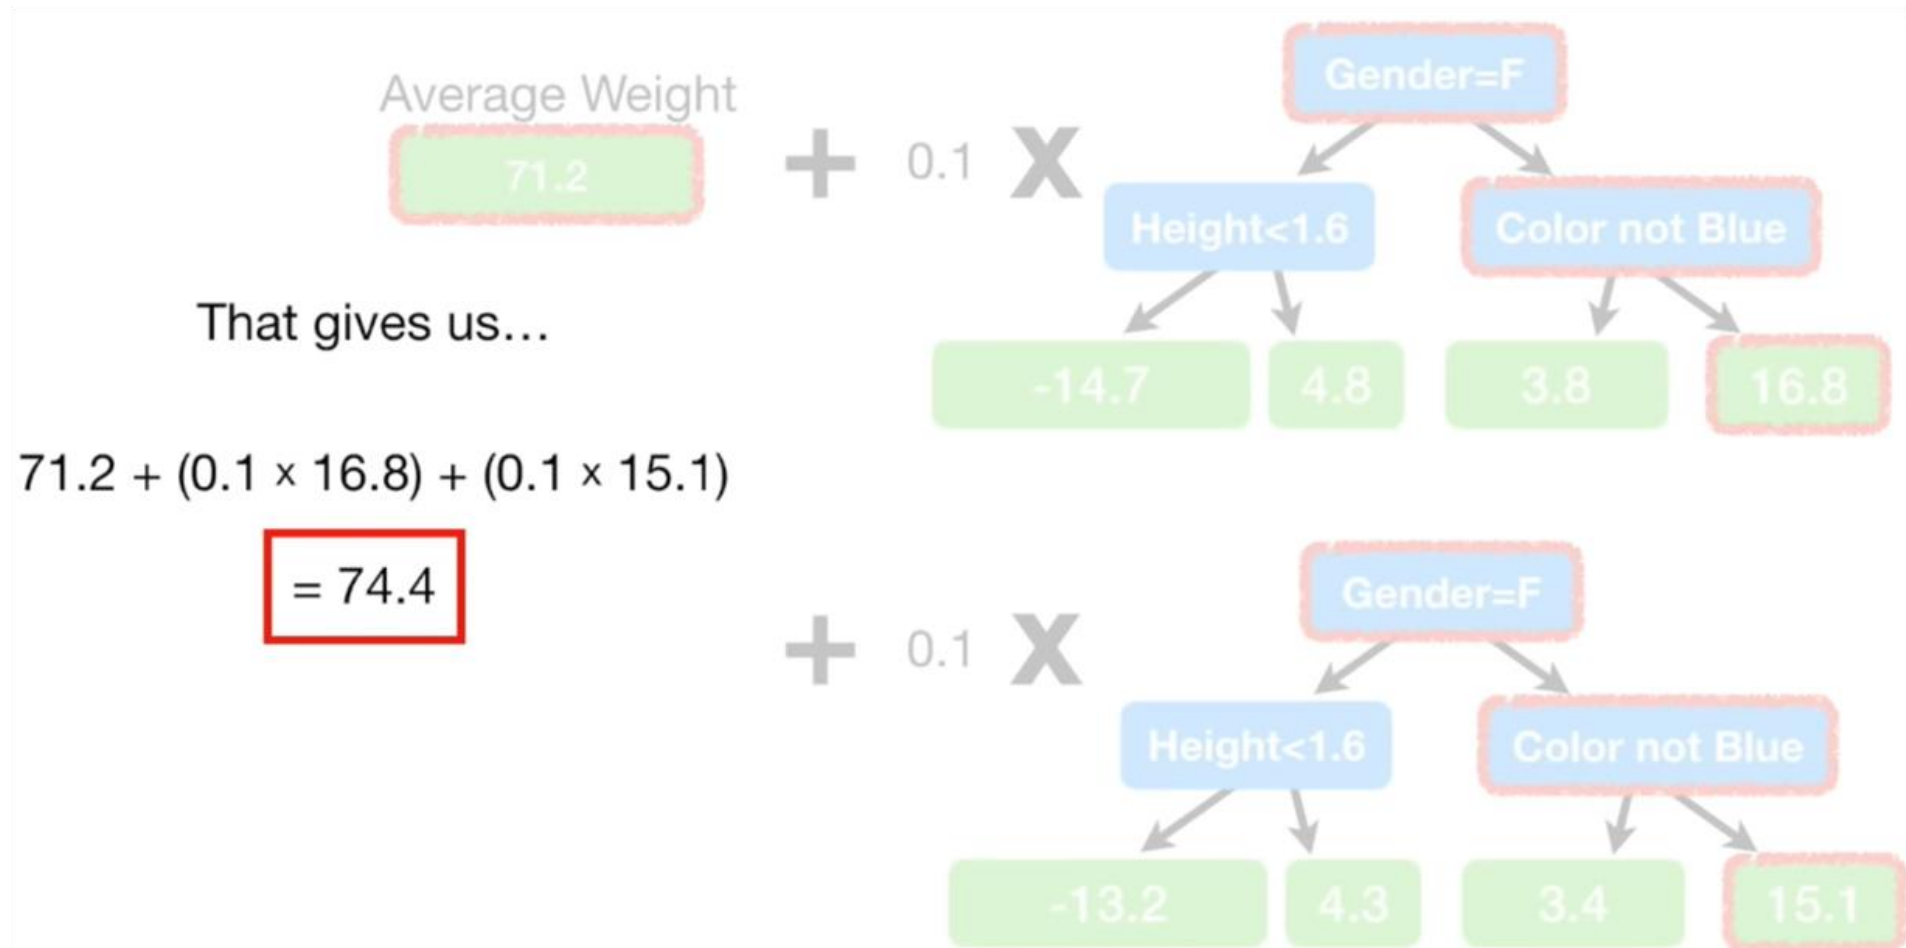 Average Weight
71.2
+ 0.1 X
Gender=F
Height<1.6 Color not Blue
-14.7 4.8 3.8 16.8
That gives us…
71.2 + (0.1 x 16.8) + (0.1 x 15.1)
= 74.4
+ 0.1 X
Gender=F
Height<1.6 Color not Blue
-13.2 4.3 3.4 15.1